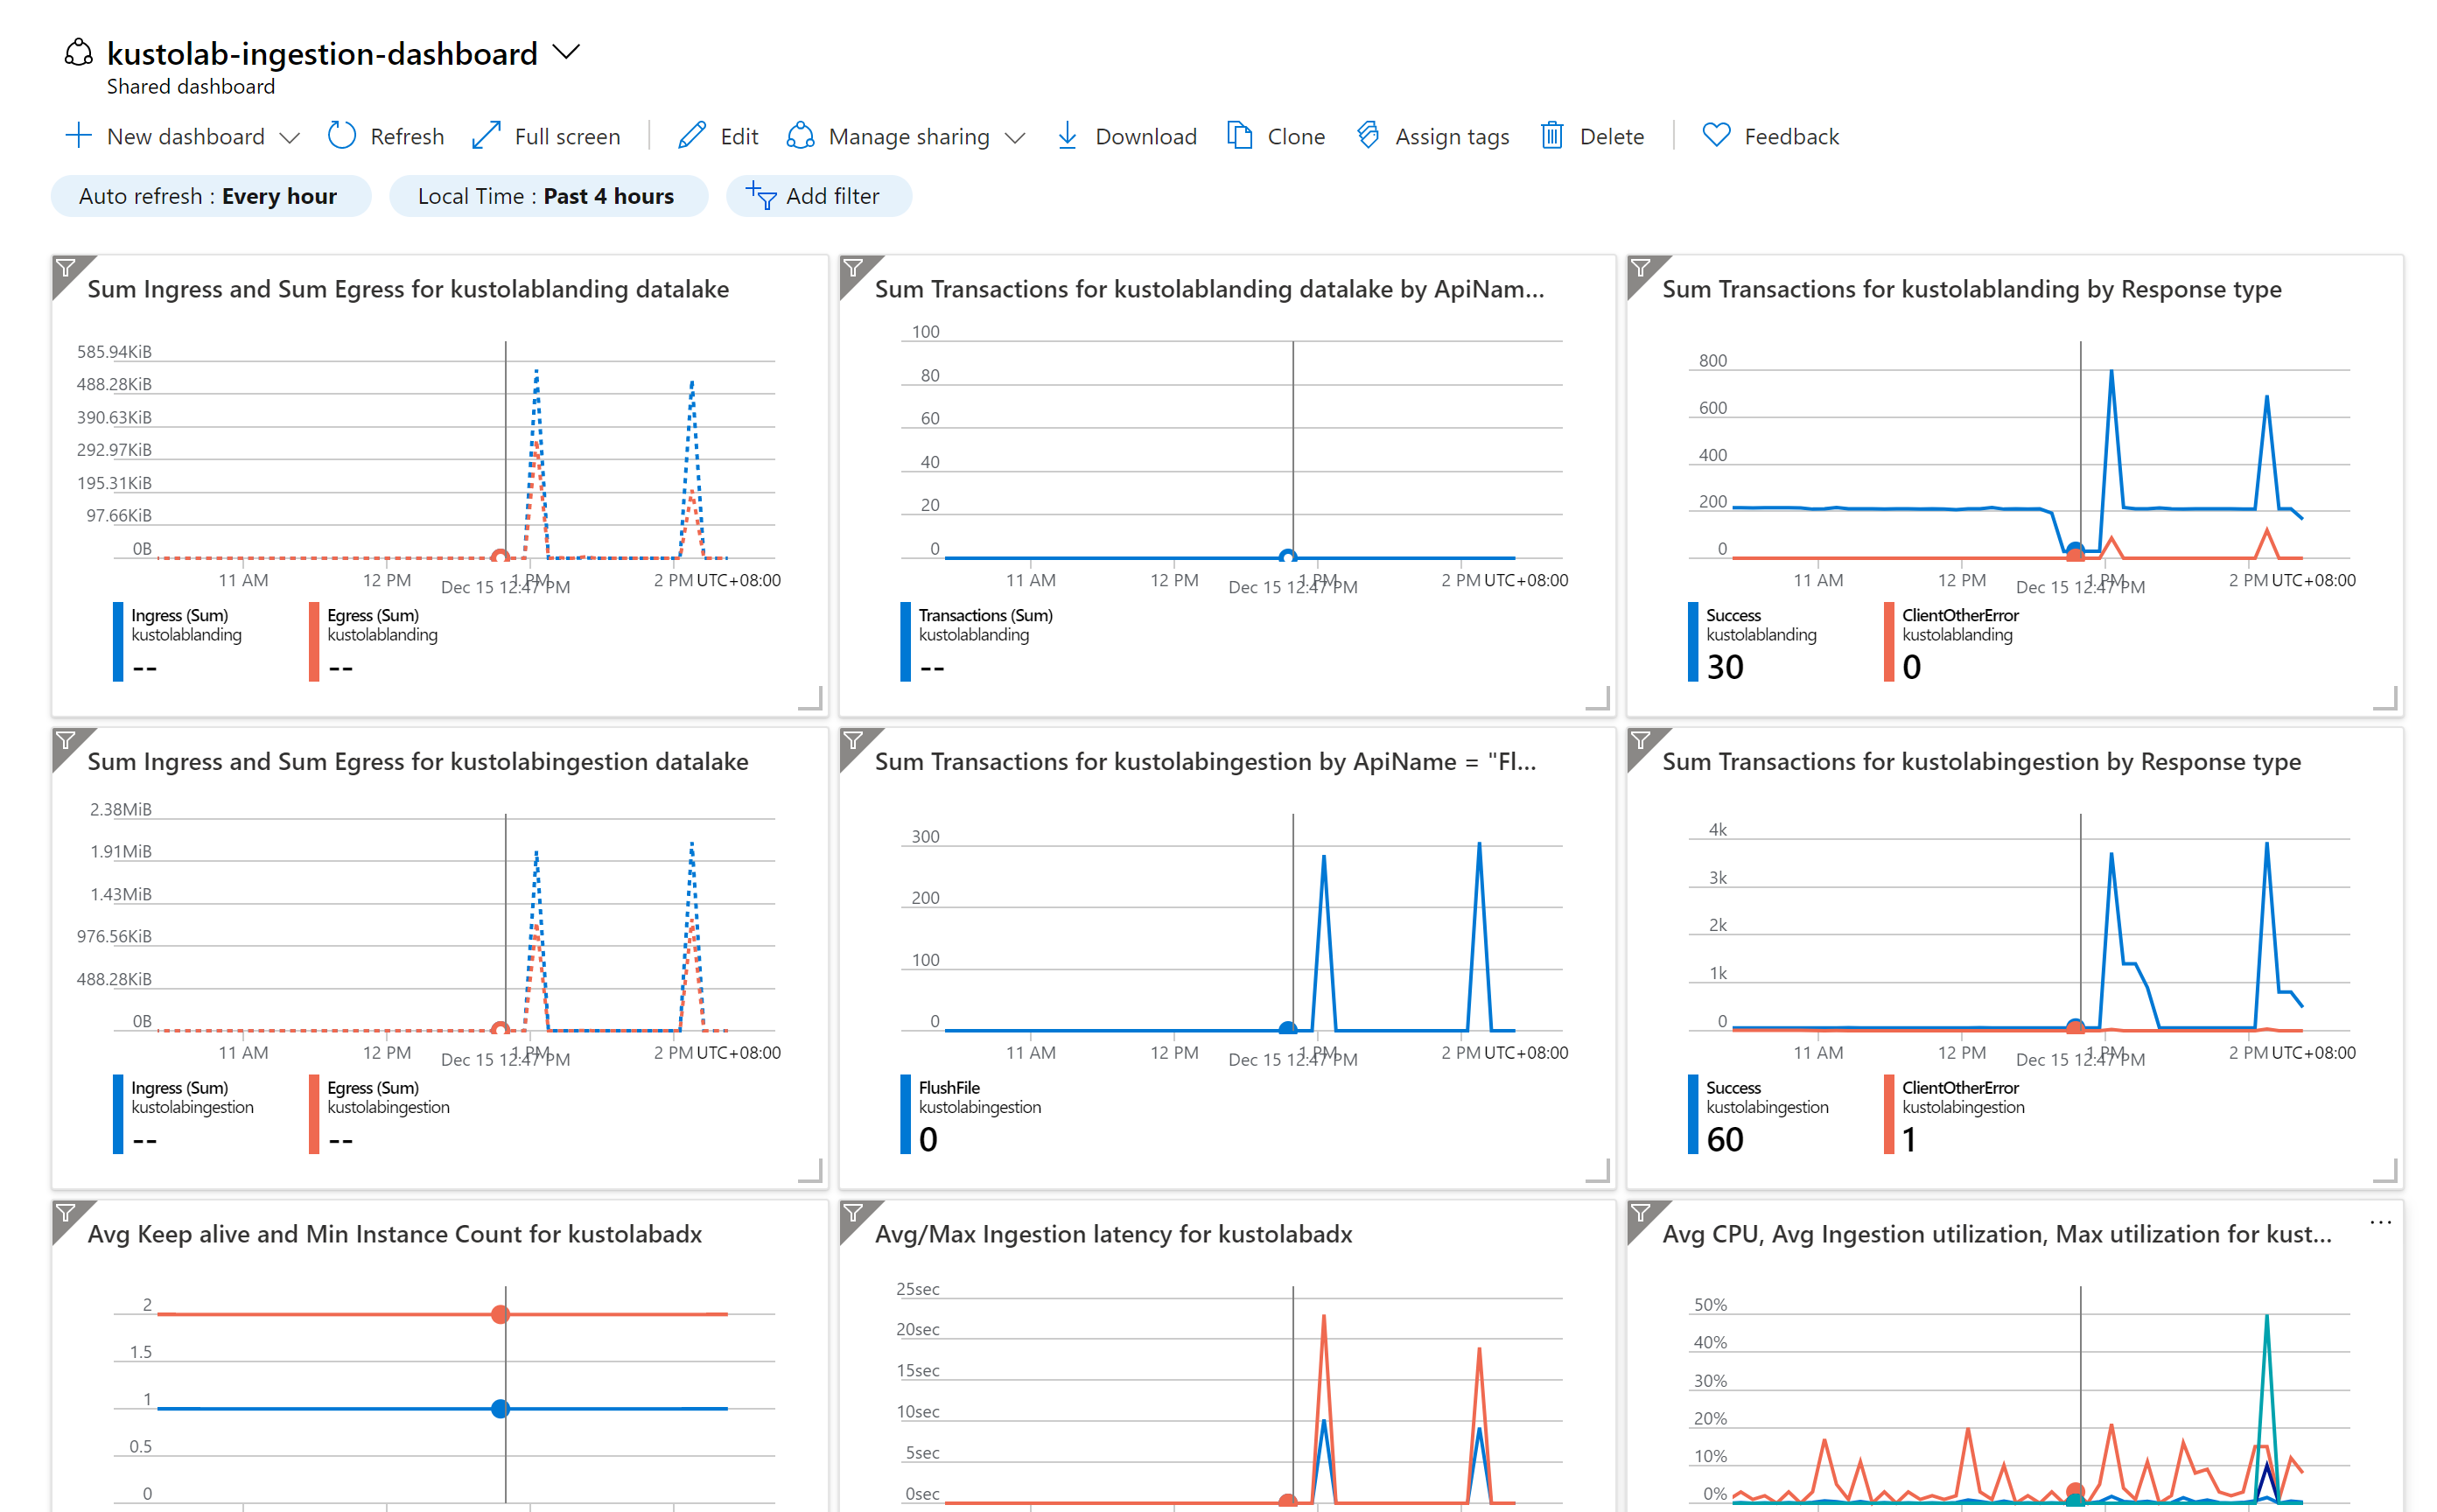 kustolab-ingestion-dashboard
Shared dashboard
New dashboard Refresh Full screen Edit Manage sharing Download Clone Assign tags Delete Feedback
Auto refresh : Every hour Local Time : Past 4 hours Add filter
Sum Ingress and Sum Egress for kustolablanding datalake
585.94KiB
488.28KiB
390.63KiB
292.97KiB
195.31KiB
97.66KiB
0B
11 AM 12 PM 1 PM 2 PM UTC+08:00
Dec 15 12:47 PM
Ingress (Sum) Egress (Sum)
kustolablanding kustolablanding
-- --
Sum Transactions for kustolablanding datalake by ApiNam...
100
80
60
40
20
0
11 AM 12 PM 1 PM 2 PM UTC+08:00
Dec 15 12:47 PM
Transactions (Sum)
kustolablanding
--
Sum Transactions for kustolablanding by Response type
800
600
400
200
0
11 AM 12 PM 1 PM 2 PM UTC+08:00
Dec 15 12:47 PM
Success ClientOtherError
kustolablanding kustolablanding
30 0
Sum Ingress and Sum Egress for kustolabingestion datalake
2.38MiB
1.91MiB
1.43MiB
976.56KiB
488.28KiB
0B
11 AM 12 PM 1 PM 2 PM UTC+08:00
Dec 15 12:47 PM
Ingress (Sum) Egress (Sum)
kustolabingestion kustolabingestion
-- --
Sum Transactions for kustolabingestion by ApiName = "Fl...
300
200
100
0
11 AM 12 PM 1 PM 2 PM UTC+08:00
Dec 15 12:47 PM
FlushFile
kustolabingestion
0
Sum Transactions for kustolabingestion by Response type
4k
3k
2k
1k
0
11 AM 12 PM 1 PM 2 PM UTC+08:00
Dec 15 12:47 PM
Success ClientOtherError
kustolabingestion kustolabingestion
60 1
Avg Keep alive and Min Instance Count for kustolabadx
2
1.5
1
0.5
0
Avg/Max Ingestion latency for kustolabadx
25sec
20sec
15sec
10sec
5sec
0sec
Avg CPU, Avg Ingestion utilization, Max utilization for kust...
50%
40%
30%
20%
10%
0%